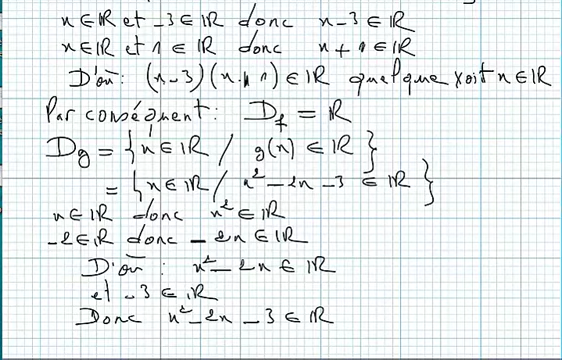 x ∈ ℝ et -3 ∈ ℝ donc x - 3 ∈ ℝ
x ∈ ℝ et 1 ∈ ℝ donc x + 1 ∈ ℝ
D'où : (x - 3)(x + 1) ∈ ℝ quelque soit x ∈ ℝ
Par conséquent : D_f = ℝ
D_g = { x ∈ ℝ / g(x) ∈ ℝ }
= { x ∈ ℝ / x² - 2x - 3 ∈ ℝ }
x ∈ ℝ donc x² ∈ ℝ
-2 ∈ ℝ donc - 2x ∈ ℝ
D'où : x² - 2x ∈ ℝ
et -3 ∈ ℝ
Donc x² - 2x - 3 ∈ ℝ